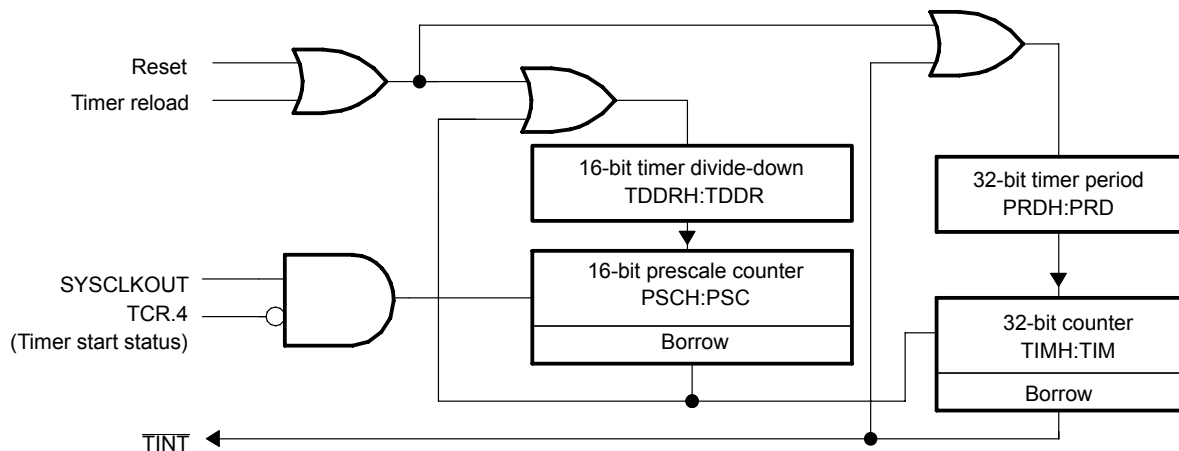 Reset
Timer reload
16-bit timer divide-down
TDDRH:TDDR
32-bit timer period
PRDH:PRD
SYSCLKOUT
TCR.4
(Timer start status)
16-bit prescale counter
PSCH:PSC
Borrow
32-bit counter
TIMH:TIM
Borrow
TINT